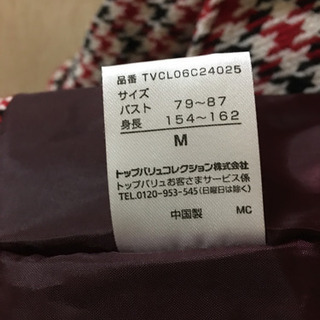 品番 TVCL06C24025
サイズ
バスト 79~87
身長 154~162
M
トップバリュコレクション株式会社
トップバリュお客さまサービス係
TEL.0120-953-545(日曜日は除く)
中国製 MC